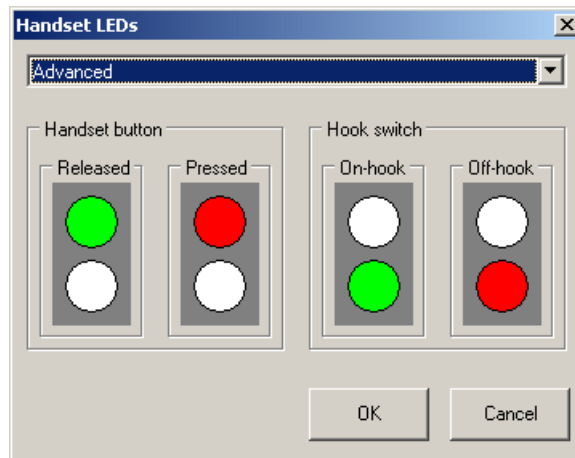 Handset LEDs
Advanced
Handset button
Hook switch
Released
Pressed
On-hook
Off-hook
OK
Cancel